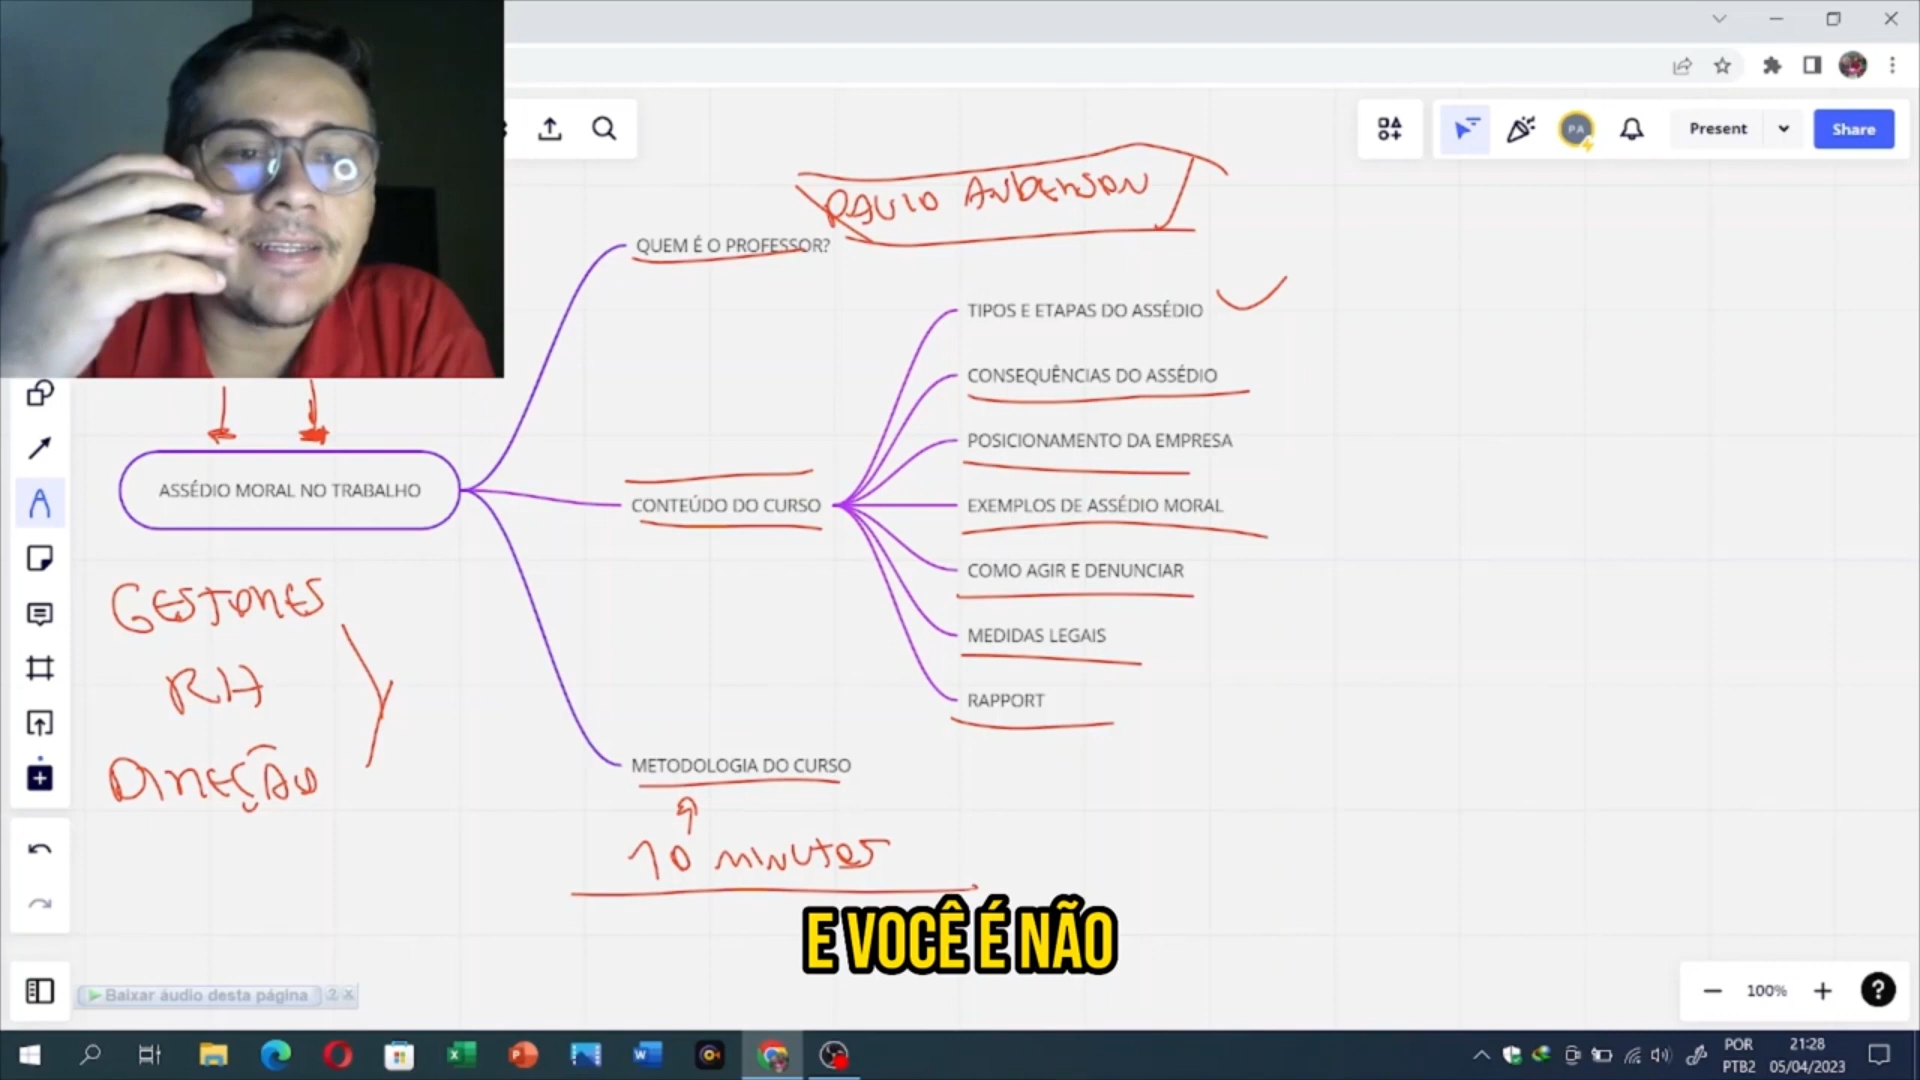 Present
Share
PAULO ANDERSON
QUEM É O PROFESSOR?
TIPOS E ETAPAS DO ASSÉDIO
CONSEQUÊNCIAS DO ASSÉDIO
POSICIONAMENTO DA EMPRESA
ASSÉDIO MORAL NO TRABALHO
CONTEÚDO DO CURSO
EXEMPLOS DE ASSÉDIO MORAL
COMO AGIR E DENUNCIAR
MEDIDAS LEGAIS
RAPPORT
GESTORES
RH
DIREÇÃO
METODOLOGIA DO CURSO
10 minutos
E VOCÊ É NÃO
Baixar áudio desta página
100%
POR
PTB2
21:28
05/04/2023
PA